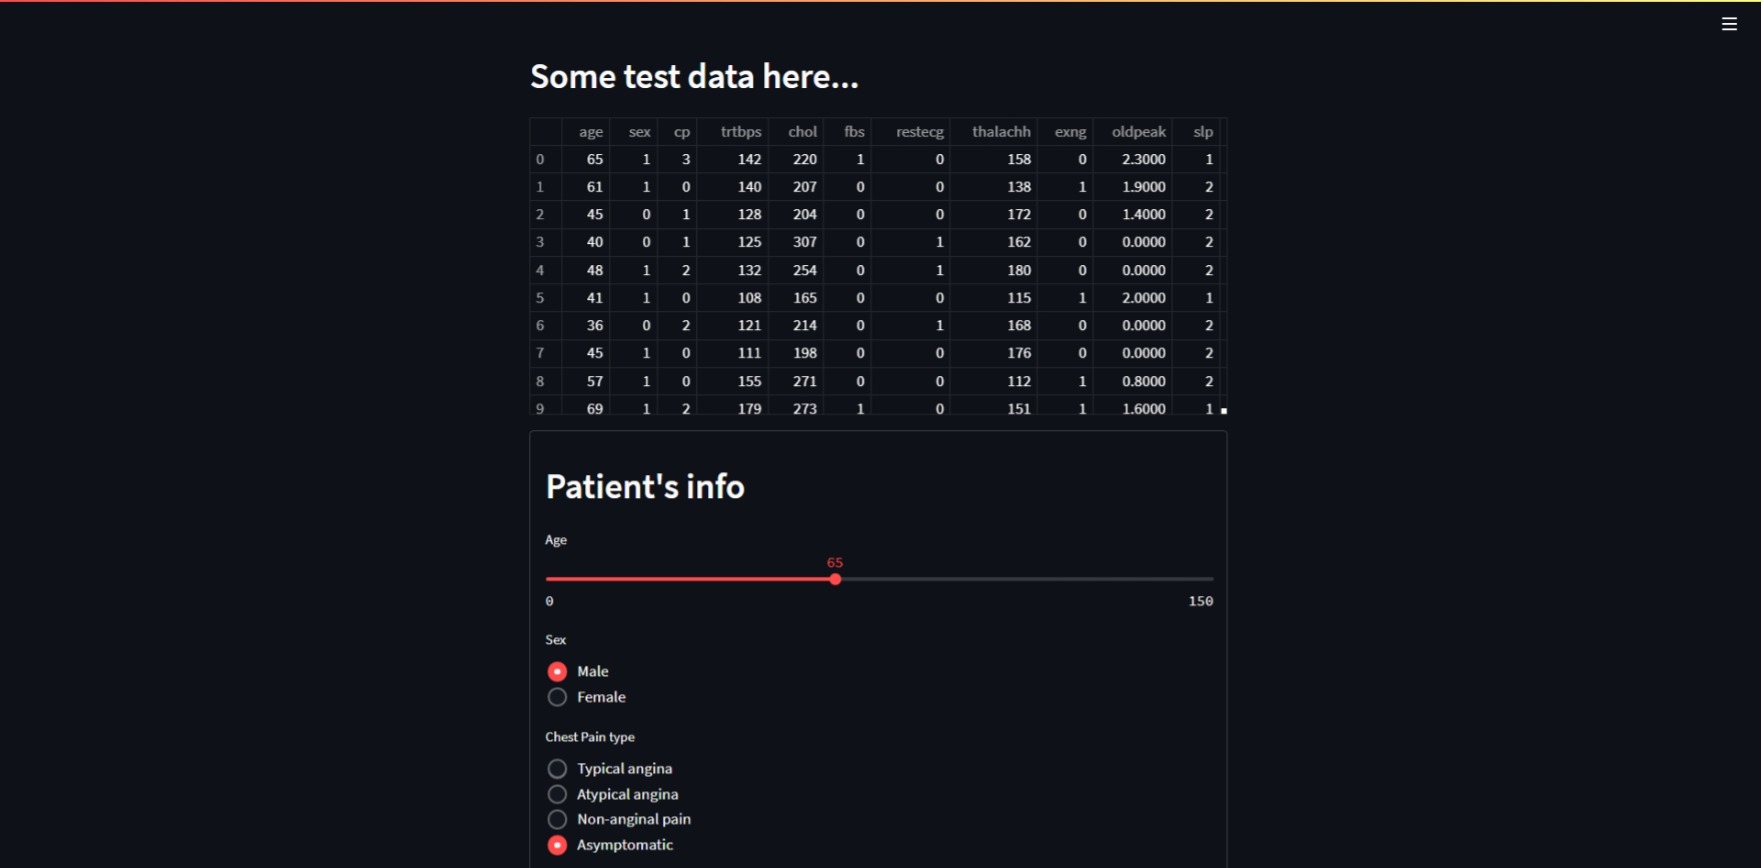 Some test data here...
age sex cp trtbps chol fbs restecg thalachh exng oldpeak slp
0 65 1 3 142 220 1 0 158 0 2.3000 1
1 61 1 0 140 207 0 0 138 1 1.9000 2
2 45 0 1 128 204 0 0 172 0 1.4000 2
3 40 0 1 125 307 0 1 162 0 0.0000 2
4 48 1 2 132 254 0 1 180 0 0.0000 2
5 41 1 0 108 165 0 0 115 1 2.0000 1
6 36 0 2 121 214 0 1 168 0 0.0000 2
7 45 1 0 111 198 0 0 176 0 0.0000 2
8 57 1 0 155 271 0 0 112 1 0.8000 2
9 69 1 2 179 273 1 0 151 1 1.6000 1
Patient's info
Age
65
0 150
Sex
Male
Female
Chest Pain type
Typical angina
Atypical angina
Non-anginal pain
Asymptomatic